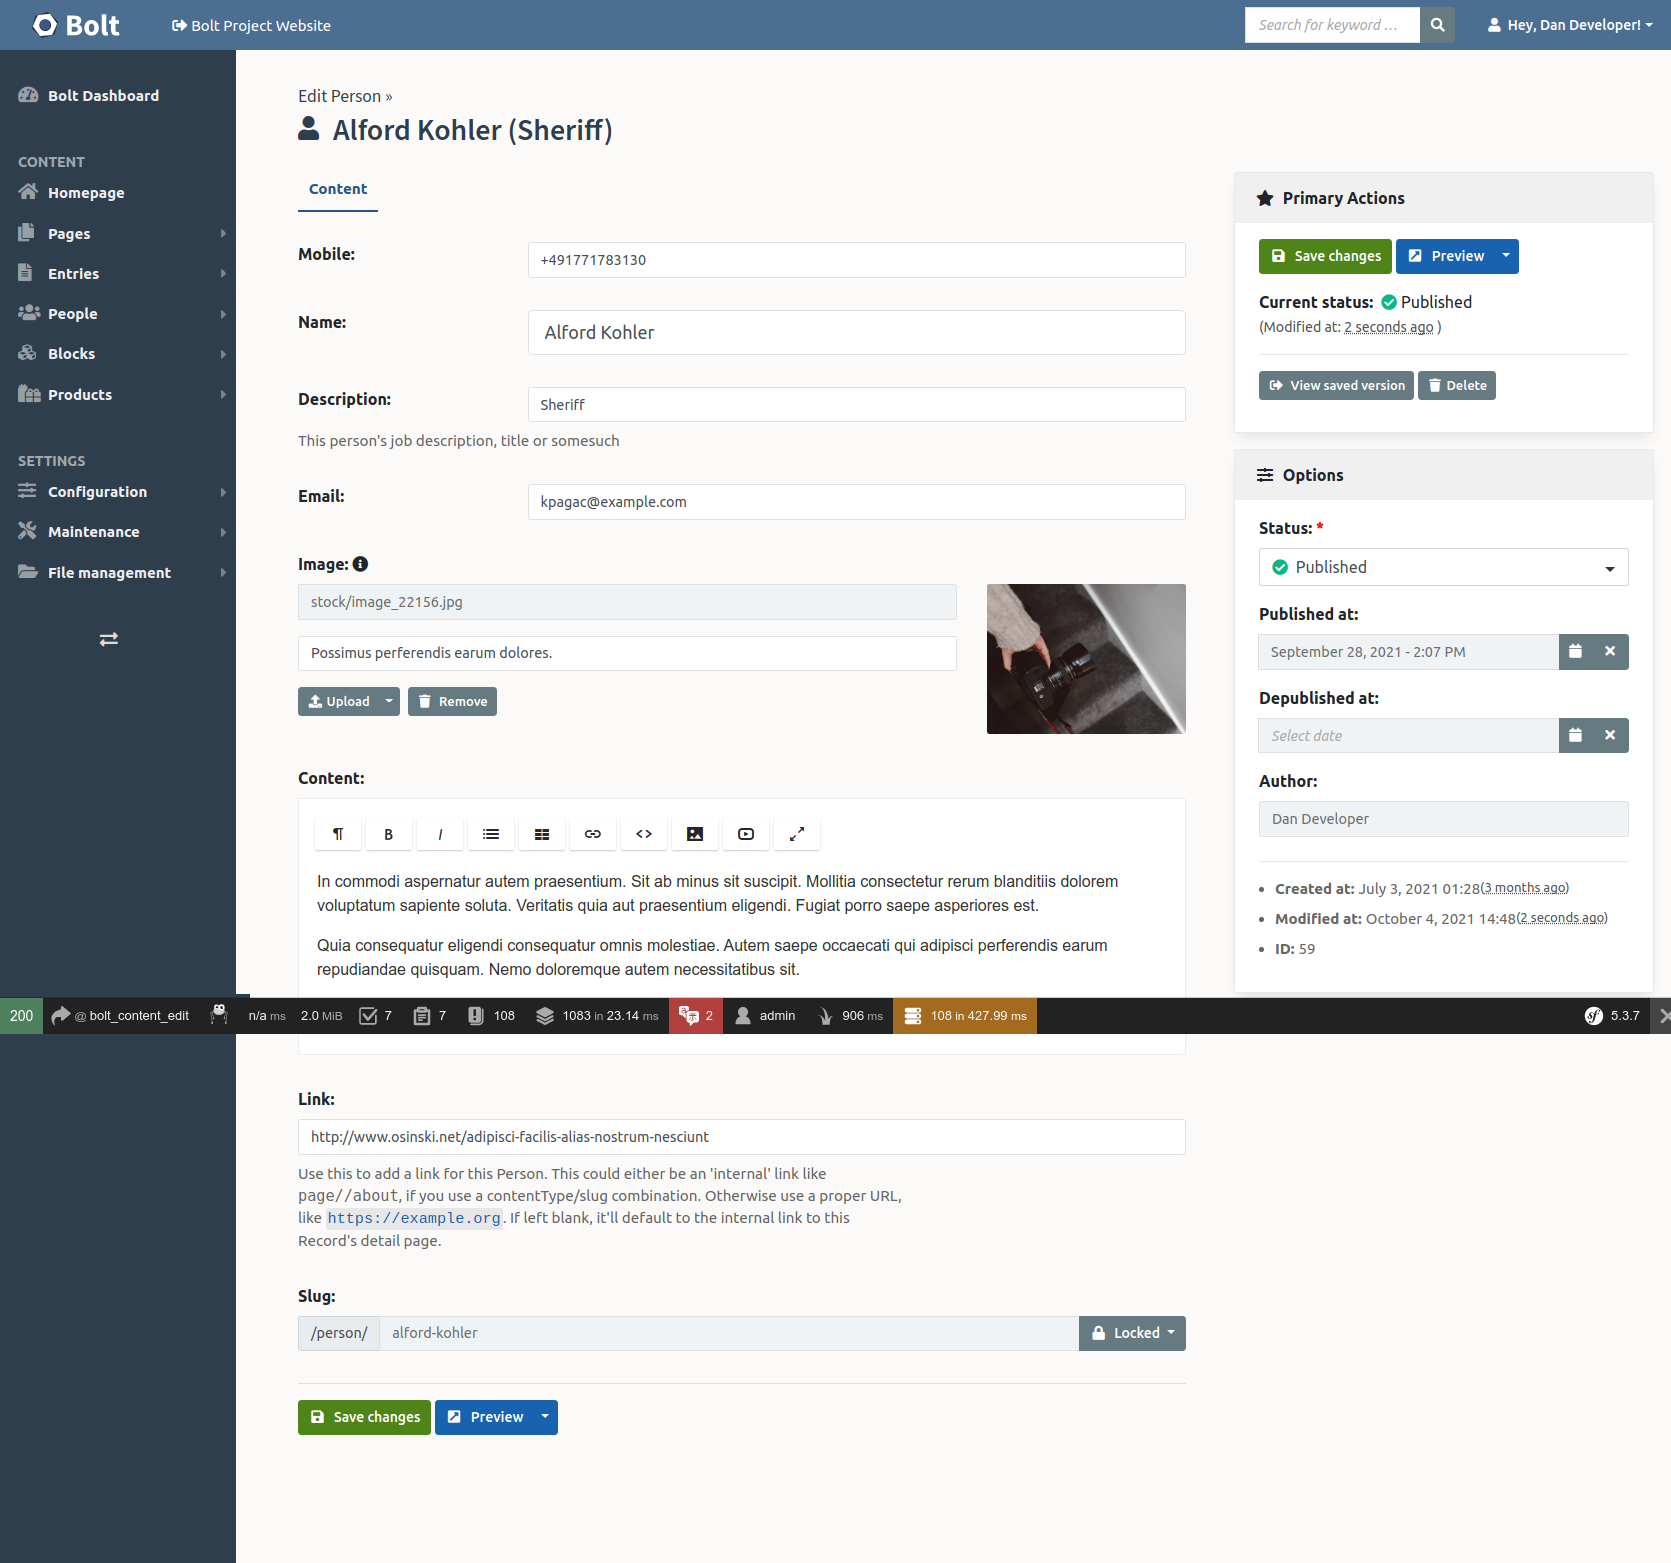 Bolt
Bolt Project Website
Search for keyword ...
Hey, Dan Developer!
Bolt Dashboard
CONTENT
Homepage
Pages
Entries
People
Blocks
Products
SETTINGS
Configuration
Maintenance
File management
Edit Person »
Alford Kohler (Sheriff)
Content
Mobile:
+491771783130
Name:
Alford Kohler
Description:
Sheriff
This person's job description, title or somesuch
Email:
kpagac@example.com
Image:
stock/image_22156.jpg
Possimus perferendis earum dolores.
Upload
Remove
Content:
B
I
In commodi aspernatur autem praesentium. Sit ab minus sit suscipit. Mollitia consectetur rerum blanditiis dolorem
voluptatum sapiente soluta. Veritatis quia aut praesentium eligendi. Fugiat porro saepe asperiores est.
Quia consequatur eligendi consequatur omnis molestiae. Autem saepe occaecati qui adipisci perferendis earum
repudiandae quisquam. Nemo doloremque autem necessitatibus sit.
Primary Actions
Save changes
Preview
Current status: Published
(Modified at: 2 seconds ago )
View saved version
Delete
Options
Status: *
Published
Published at:
September 28, 2021 - 2:07 PM
Depublished at:
Select date
Author:
Dan Developer
Created at: July 3, 2021 01:28(3 months ago)
Modified at: October 4, 2021 14:48(2 seconds ago)
ID: 59
200 @ bolt_content_edit n/a ms 2.0 MiB 7 7 108 1083 in 23.14 ms 2 admin 906 ms 108 in 427.99 ms sf 5.3.7
Link:
http://www.osinski.net/adipisci-facilis-alias-nostrum-nesciunt
Use this to add a link for this Person. This could either be an 'internal' link like
page//about, if you use a contentType/slug combination. Otherwise use a proper URL,
like https://example.org. If left blank, it'll default to the internal link to this
Record's detail page.
Slug:
/person/ alford-kohler
Locked
Save changes
Preview